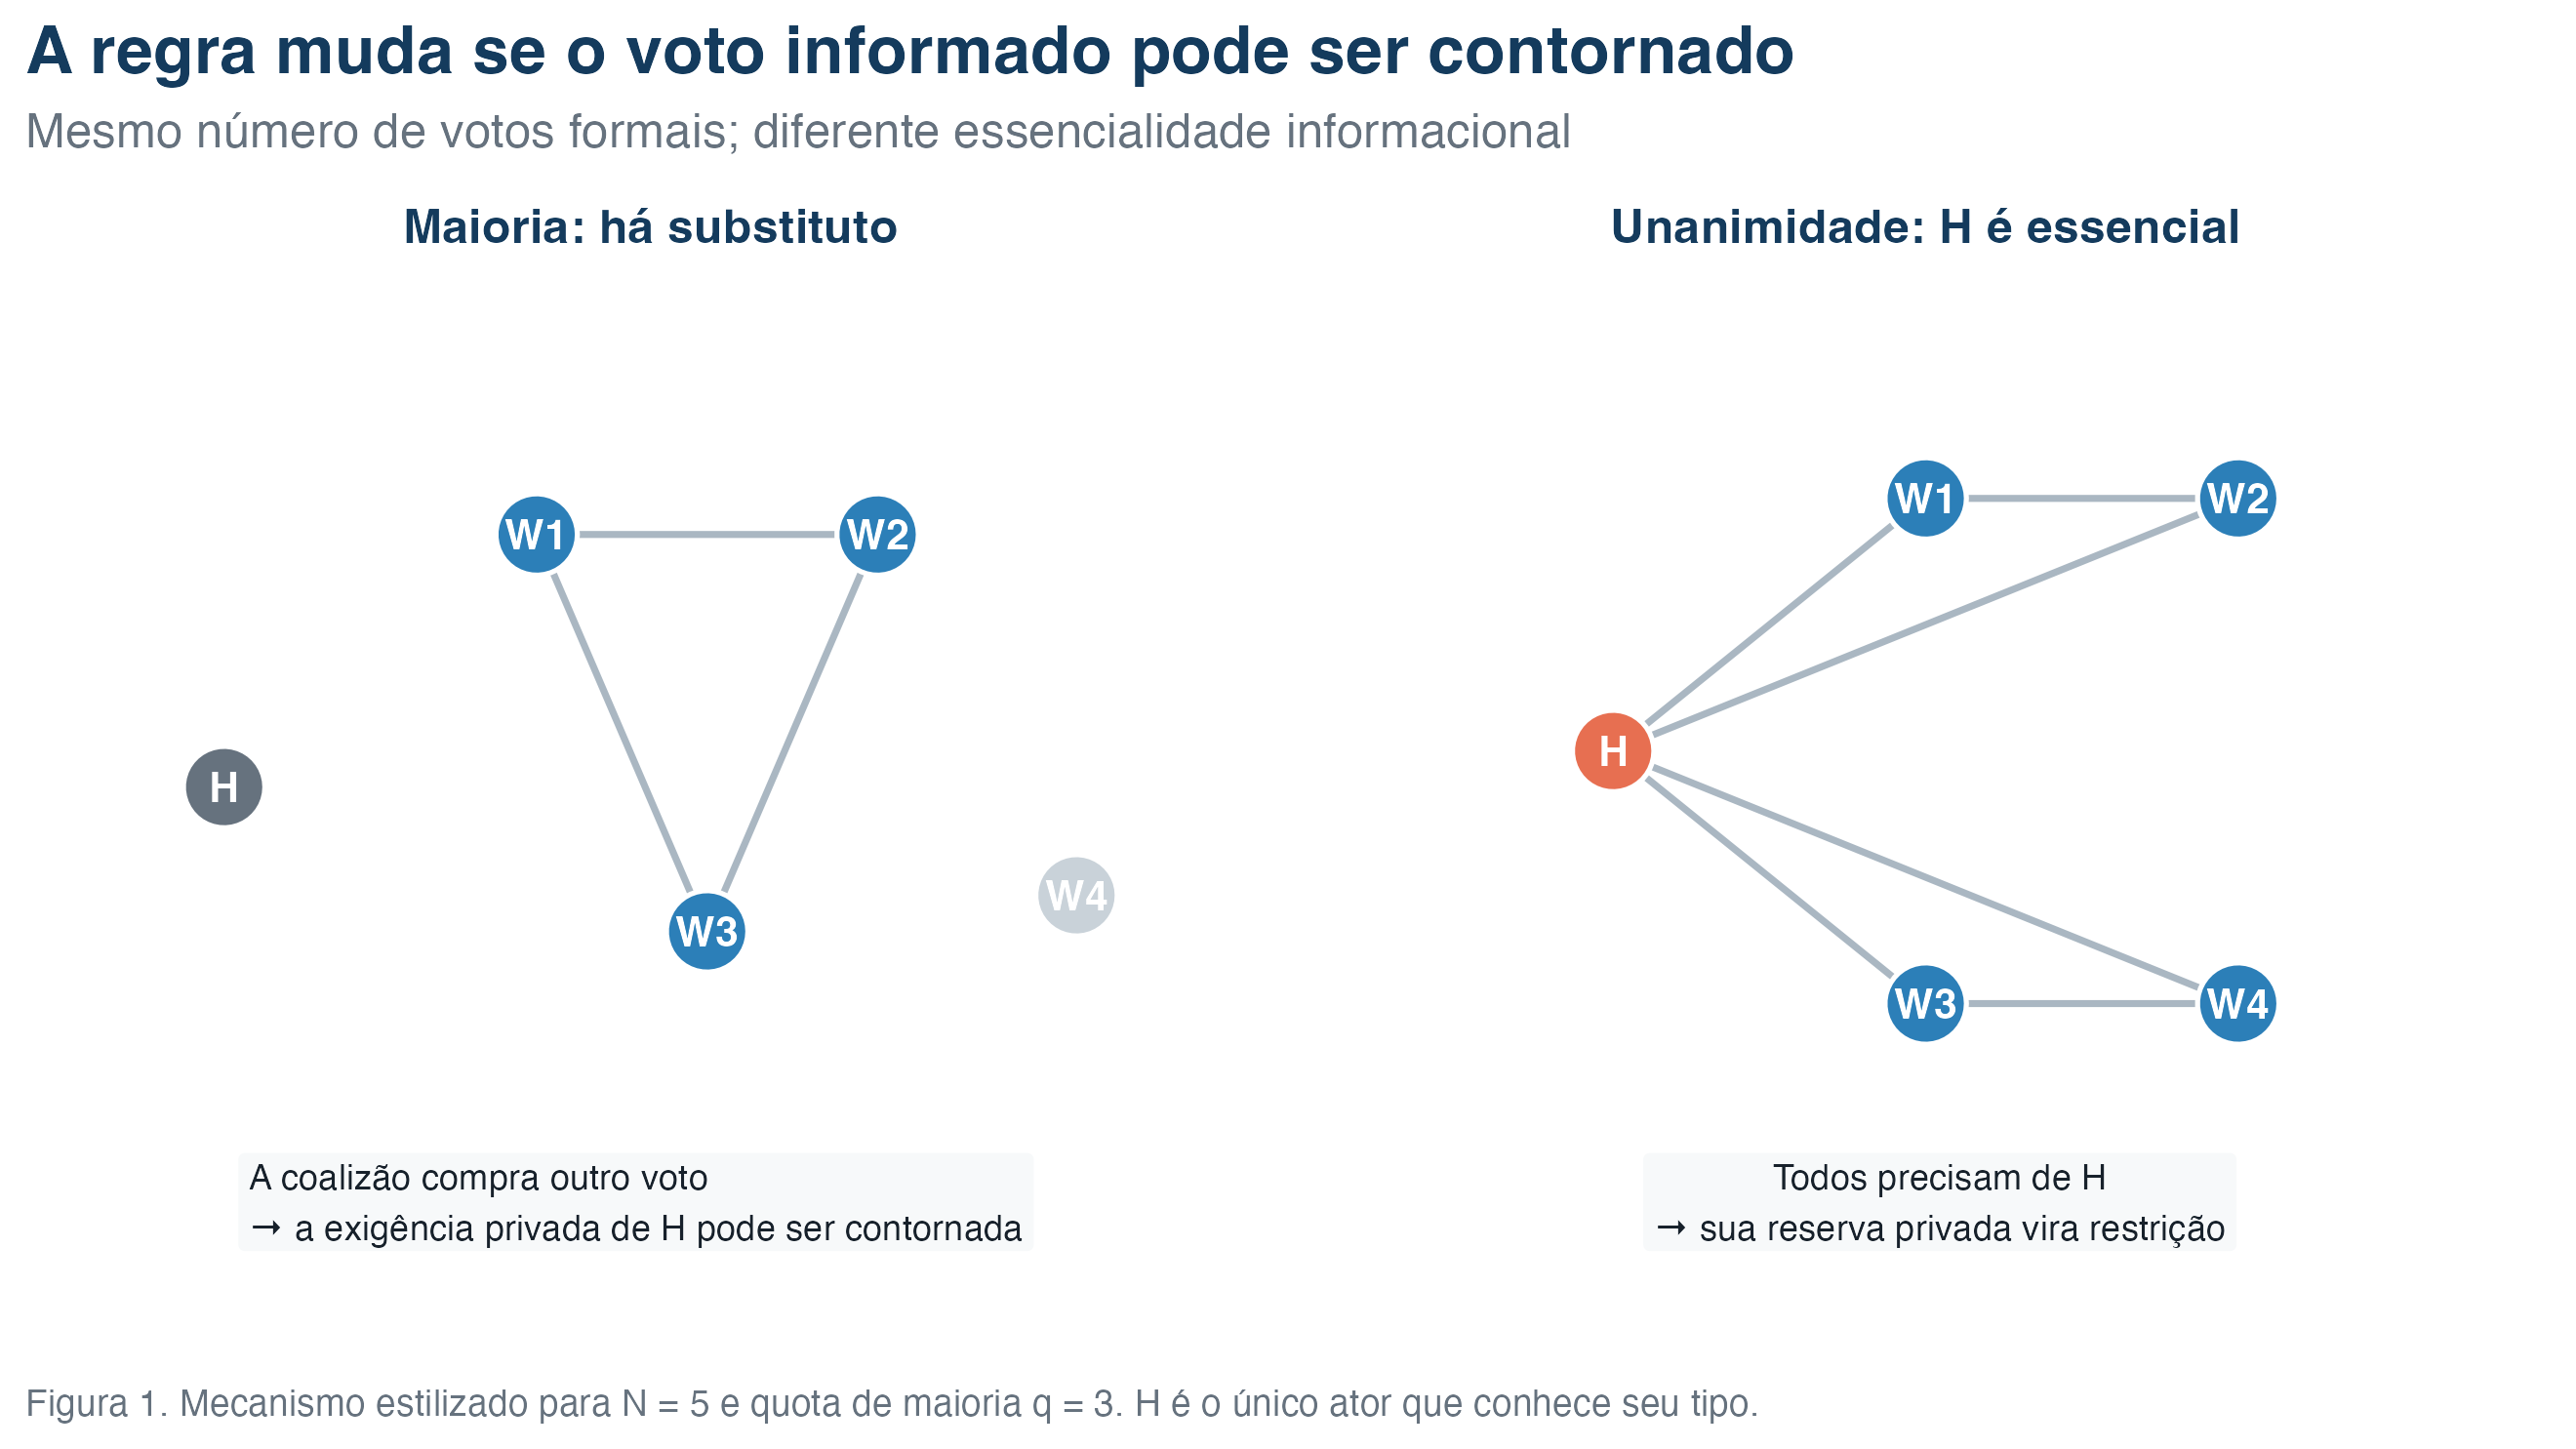 A regra muda se o voto informado pode ser contornado
Mesmo número de votos formais; diferente essencialidade informacional
Maioria: há substituto
Unanimidade: H é essencial
W1
W2
H
W3
W4
W1
W2
H
W3
W4
A coalizão compra outro voto
→ a exigência privada de H pode ser contornada
Todos precisam de H
→ sua reserva privada vira restrição
Figura 1. Mecanismo estilizado para N = 5 e quota de maioria q = 3. H é o único ator que conhece seu tipo.